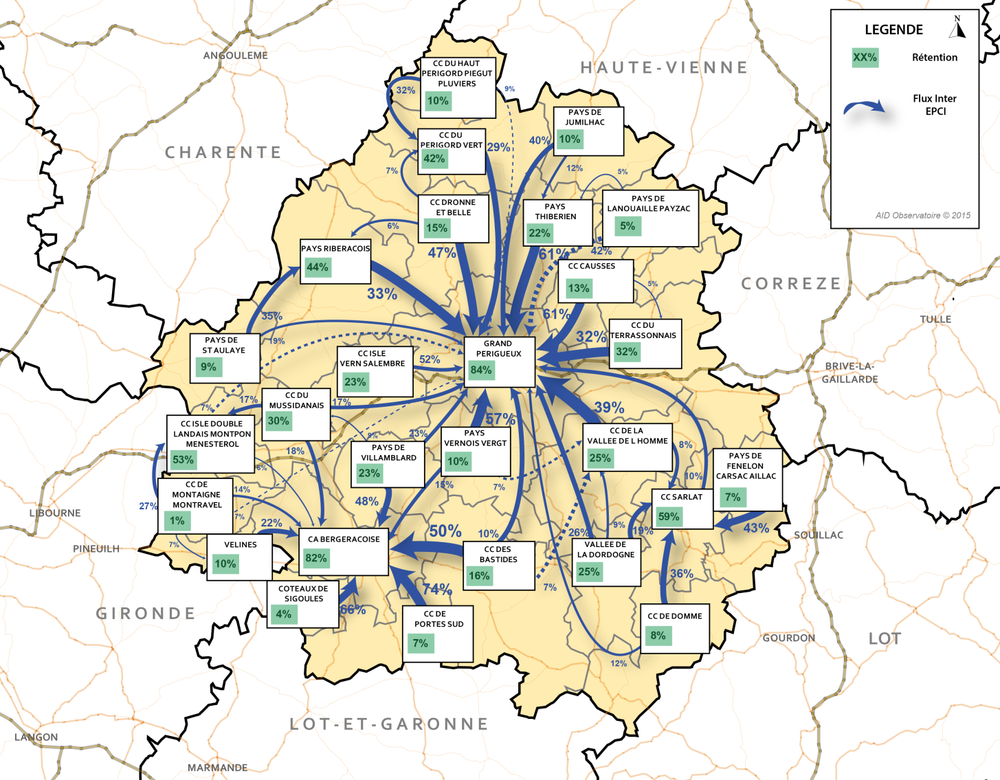 LEGENDE
N
XX%
Rétention
Flux Inter
EPCI
AID Observatoire © 2015
ANGOULEME
HAUTE-VIENNE
CHARENTE
CORREZE
TULLE
BRIVE-LA-
GAILLARDE
LIBOURNE
PINEUILH
SOUILLAC
GIRONDE
GOURDON
LOT
LOT-ET-GARONNE
LANGON
MARMANDE
CC DU HAUT
PERIGORD PIEGUT
PLUVIERS
10%
32%
9%
CC DU
PERIGORD VERT
42%
29%
7%
PAYS DE
JUMILHAC
10%
40%
12%
5%
CC DRONNE
ET BELLE
15%
6%
47%
PAYS
THIBERIEN
22%
61%
PAYS DE
LANOUAILLE PAYZAC
5%
42%
PAYS RIBERACOIS
44%
33%
CC CAUSSES
13%
5%
61%
35%
19%
PAYS DE
ST AULAYE
9%
7%
CC ISLE
VERN SALEMBRE
23%
52%
GRAND
PERIGUEUX
84%
CC DU
TERRASSONNAIS
32%
32%
CC DU
MUSSIDANAIS
30%
17%
17%
18%
CC ISLE DOUBLE
LANDAIS MONTPON
MENESTEROL
53%
6%
9%
23%
PAYS DE
VILLAMBLARD
23%
48%
PAYS
VERNOIS VERGT
10%
57%
15%
7%
CC DE LA
VALLEE DE L HOMME
25%
39%
8%
10%
PAYS DE
FENELON
CARSAC AILLAC
7%
43%
CC DE
MONTAIGNE
MONTRAVEL
1%
27%
14%
7%
7%
CC SARLAT
59%
VELINES
10%
22%
CA BERGERACOISE
82%
50%
10%
CC DES
BASTIDES
16%
7%
VALLEE DE
LA DORDOGNE
25%
26%
9%
19%
COTEAUX DE
SIGOULES
4%
66%
CC DE
PORTES SUD
7%
74%
CC DE DOMME
8%
36%
12%